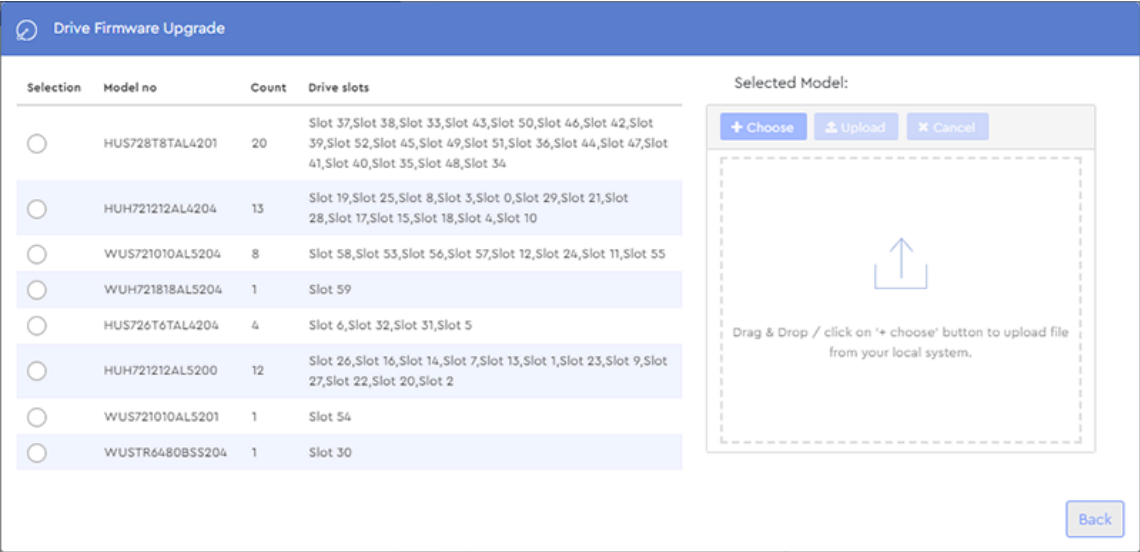 Drive Firmware Upgrade
Selection Model no Count Drive slots
HUS728T8TAL4201 20 Slot 37,Slot 38,Slot 33,Slot 43,Slot 50,Slot 46,Slot 42,Slot
39,Slot 52,Slot 45,Slot 49,Slot 51,Slot 36,Slot 44,Slot 47,Slot
41,Slot 40,Slot 35,Slot 48,Slot 34
HUH721212AL4204 13 Slot 19,Slot 25,Slot 8,Slot 3,Slot 0,Slot 29,Slot 21,Slot
28,Slot 17,Slot 15,Slot 18,Slot 4,Slot 10
WUS721010AL5204 8 Slot 58,Slot 53,Slot 56,Slot 57,Slot 12,Slot 24,Slot 11,Slot 55
WUH721818AL5204 1 Slot 59
HUS726T6TAL4204 4 Slot 6,Slot 32,Slot 31,Slot 5
HUH721212AL5200 12 Slot 26,Slot 16,Slot 14,Slot 7,Slot 13,Slot 1,Slot 23,Slot 9,Slot
27,Slot 22,Slot 20,Slot 2
WUS721010AL5201 1 Slot 54
WUSTR6480BSS204 1 Slot 30
Selected Model:
+ Choose Upload × Cancel
Drag & Drop / click on '+ choose' button to upload file
from your local system.
Back